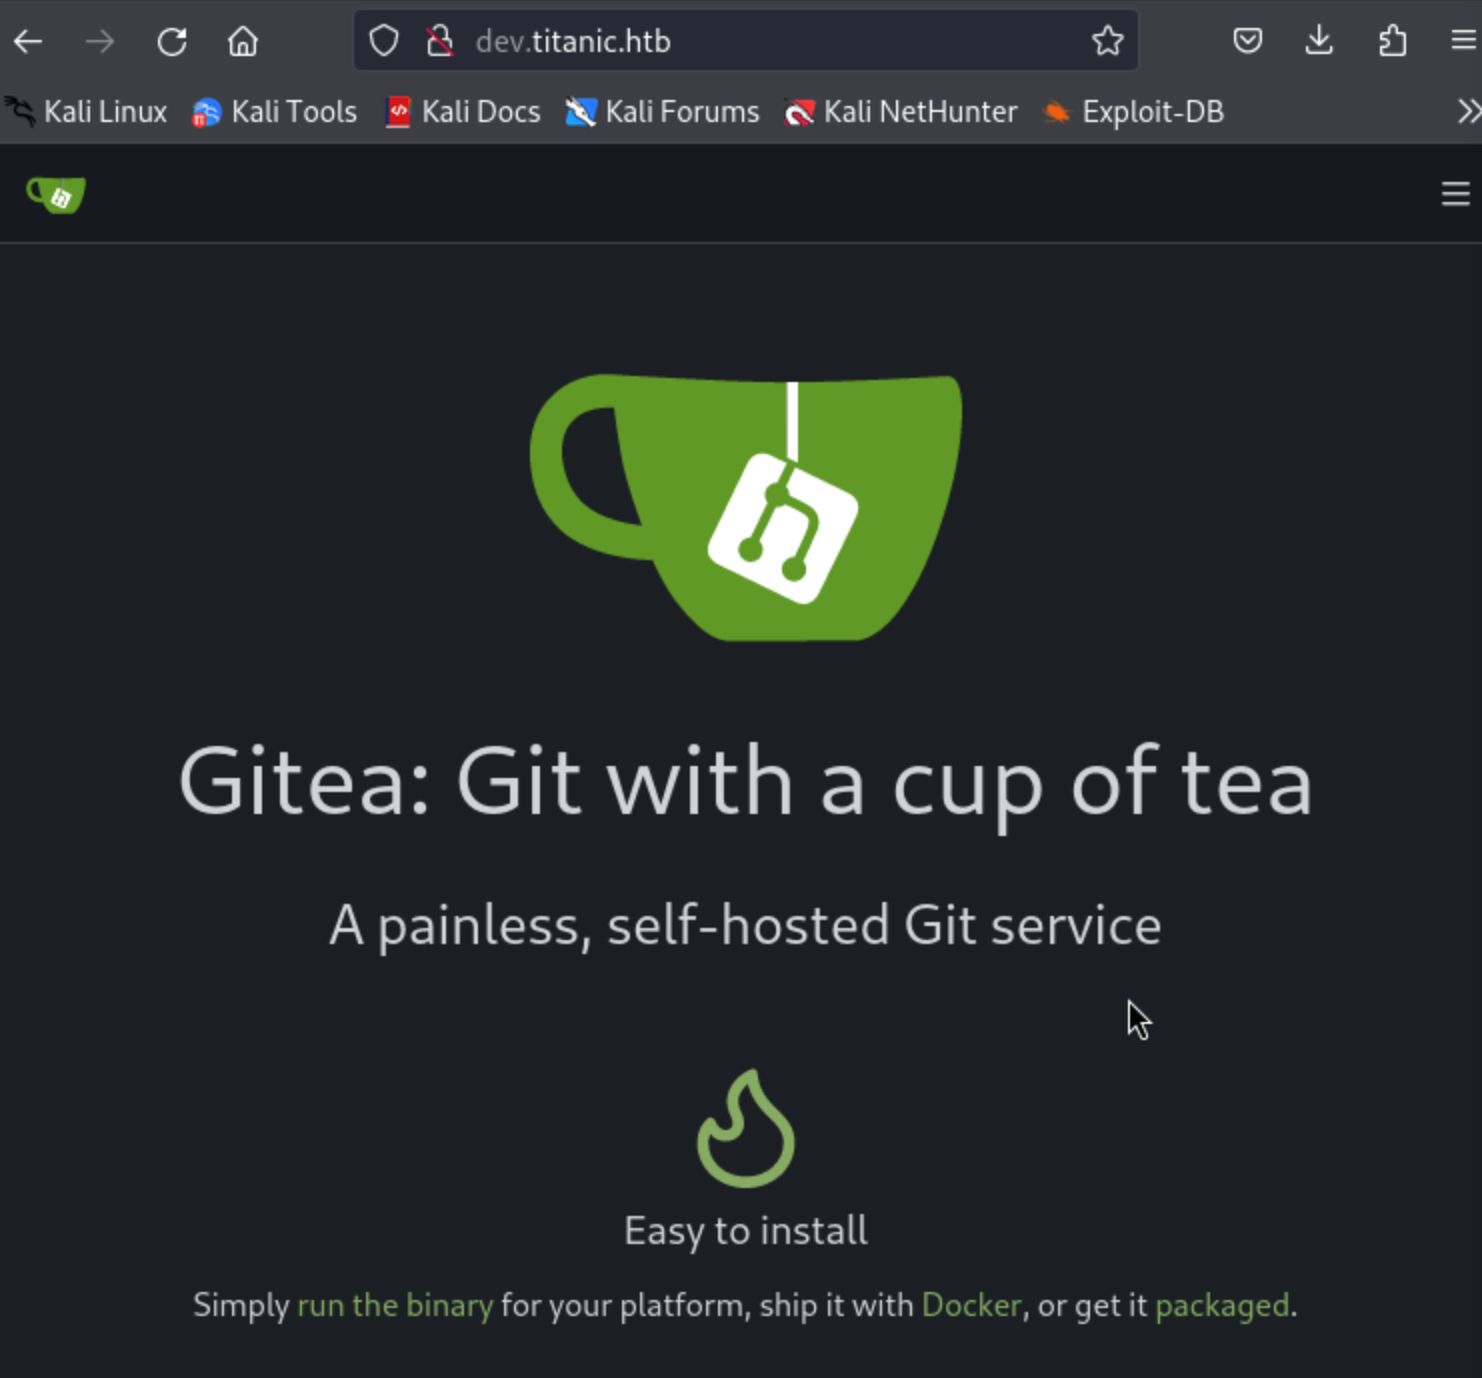 dev.titanic.htb
Kali Linux Kali Tools Kali Docs Kali Forums Kali NetHunter Exploit-DB
Gitea: Git with a cup of tea
A painless, self-hosted Git service
Easy to install
Simply run the binary for your platform, ship it with Docker, or get it packaged.